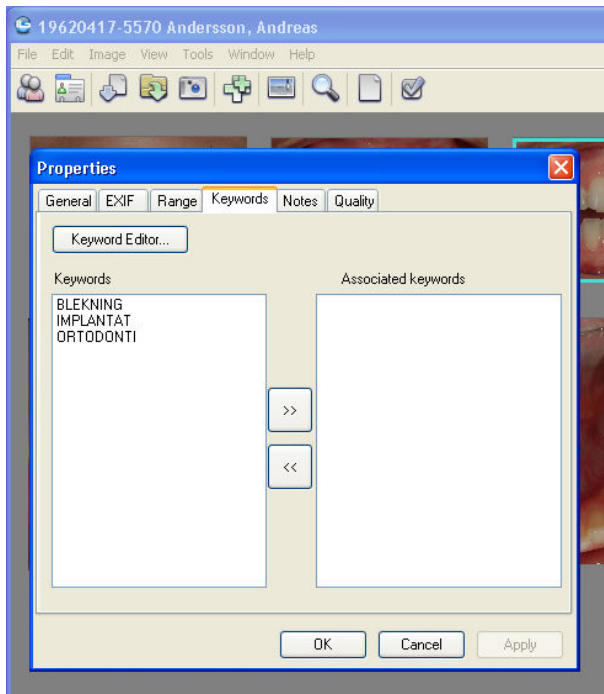 19620417-5570 Andersson, Andreas
File Edit Image View Tools Window Help
Properties
General EXIF Range Keywords Notes Quality
Keyword Editor...
Keywords Associated keywords
BLEKNING
IMPLANTAT
ORTODONTI
>>
<<
OK Cancel Apply